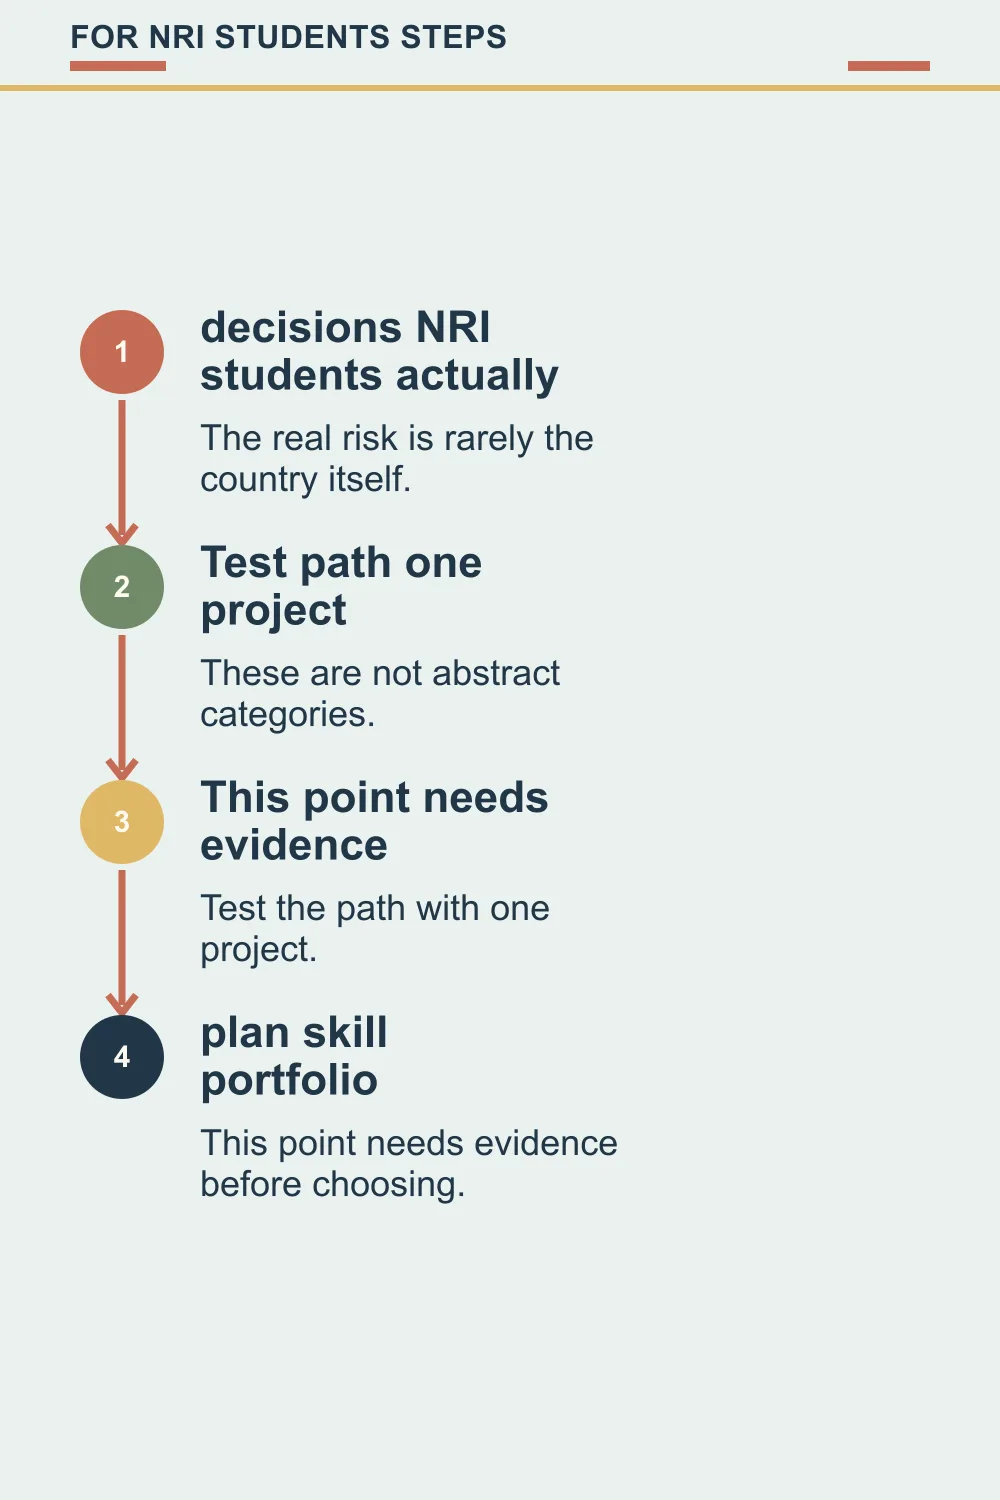 FOR NRI STUDENTS STEPS
1
decisions NRI
students actually
The real risk is rarely the
country itself.
2
Test path one
project
These are not abstract
categories.
3
This point needs
evidence
Test the path with one
project.
4
plan skill
portfolio
This point needs evidence
before choosing.